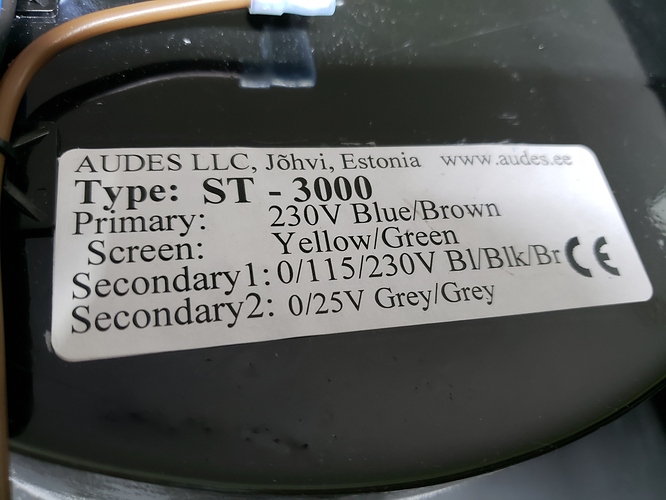 AUDES LLC, Jõhvi, Estonia www.audes.ee
Type: ST - 3000
Primary: 230V Blue/Brown
Screen: Yellow/Green
Secondary1: 0/115/230V Bl/Blk/Br CE
Secondary2: 0/25V Grey/Grey